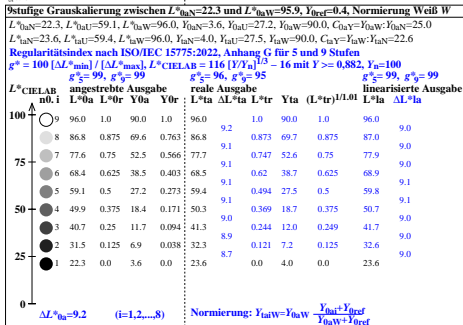 9stufige Grauskalierung zwischen L*0aN=22.3 und L*0aW=95.9, Y0ref=0.4, Normierung Weiß W
L*0aN=22.3, L*0aU=59.1, L*0aW=96.0, Y0aN=3.6, Y0aU=27.2, Y0aW=90.0, C0aY=Y0aW:Y0aN=25.0
L*taN=23.6, L*taU=59.4, L*taW=96.0, YtaN=4.0, YtaU=27.5, YtaW=90.0, CtaY=YtaW:YtaN=22.6
Regularitätsindex nach ISO/IEC 15775:2022, Anhang G für 5 und 9 Stufen
g* = 100 [ΔL*min] / [ΔL*max], L*CIELAB = 116 [Y/Yn]1/3 − 16 mit Y >= 0,882, Yn=100
g*5= 99, g*9= 99 g*5= 96, g*9= 95 g*5= 99, g*9= 99
L*CIELAB angestrebte Ausgabe reale Ausgabe linearisierte Ausgabe
n0. i L*0a L*0r Y0a Y0r L*ta ΔL*ta L*tr Yta (L*tr)1/1.01 L*la ΔL*la
100 9 96.0 1.0 90.0 1.0 96.0 1.0 90.0 1.0 96.0
9.2 9.0
8 86.8 0.875 69.6 0.763 86.8 0.873 69.7 0.875 87.0
9.1 9.0
75 7 77.6 0.75 52.5 0.566 77.7 0.747 52.6 0.75 77.9
9.1 9.0
6 68.4 0.625 38.5 0.403 68.5 0.62 38.7 0.625 68.9
9.1 9.1
5 59.1 0.5 27.2 0.273 59.4 0.494 27.5 0.5 59.8
9.1 9.1
50 4 49.9 0.375 18.4 0.171 50.4 0.369 18.7 0.375 50.7
9.0 9.0
3 40.7 0.25 11.7 0.094 41.3 0.244 12.0 0.249 41.7
8.9 9.1
2 31.5 0.125 6.9 0.038 32.3 0.121 7.2 0.125 32.6
8.7 9.0
25 1 22.3 0.0 3.6 0.0 23.6 0.0 4.0 0.0 23.6
0
ΔL*0a=9.2 (i=1,2,...,8) Normierung: YtaiW=Y0aW Y0ai+Y0ref
Y0aW+Y0ref